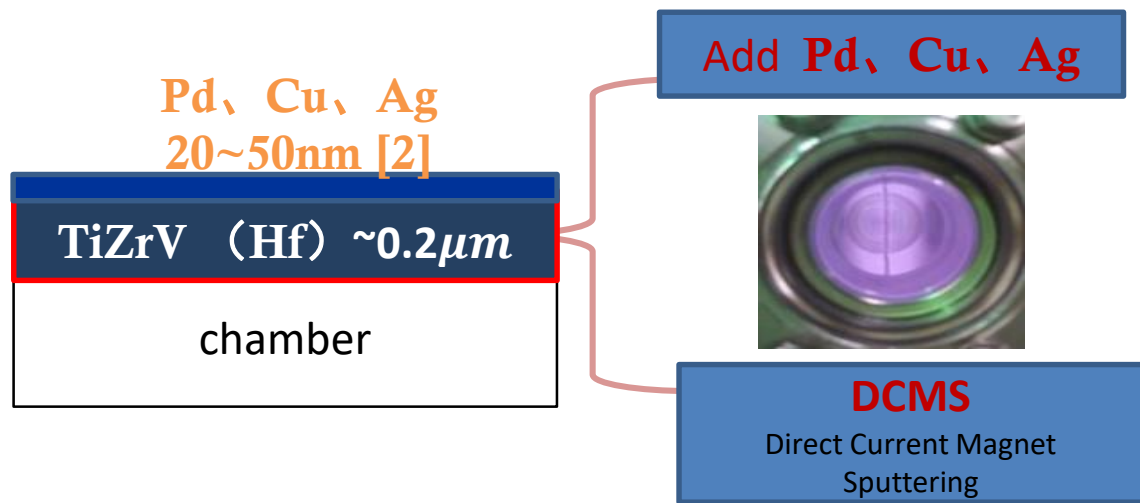 Pd、Cu、Ag
20~50nm [2]
TiZrV （Hf）~0.2μm
chamber
Add Pd、Cu、Ag
DCMS
Direct Current Magnet
Sputtering